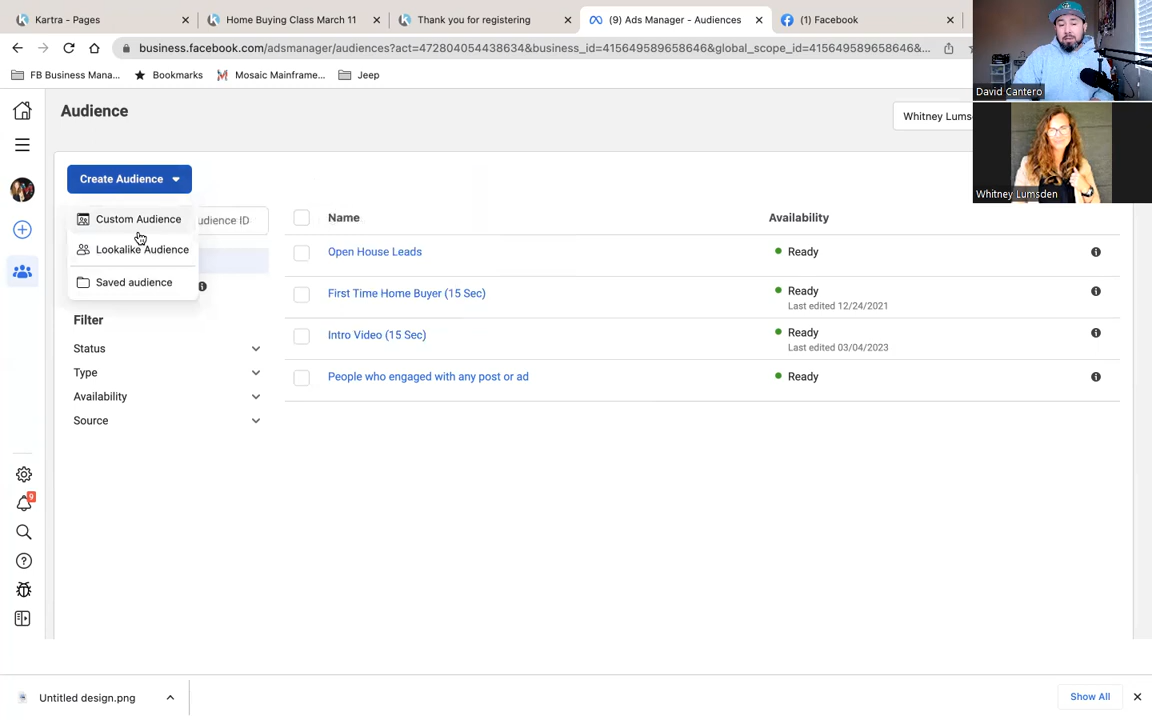 Kartra - Pages
Home Buying Class March 11
Thank you for registering
(9) Ads Manager - Audiences
(1) Facebook
business.facebook.com/adsmanager/audiences?act=472804054438634&business_id=415649589658646&global_scope_id=415649589658646&...
FB Business Mana...
Bookmarks
Mosaic Mainframe...
Jeep
David Cantero
Whitney Lumsden
Audience
Whitney Lums
Create Audience
Custom Audience
Lookalike Audience
Saved audience
udience ID
Filter
Status
Type
Availability
Source
Name
Availability
Open House Leads
Ready
First Time Home Buyer (15 Sec)
Ready
Last edited 12/24/2021
Intro Video (15 Sec)
Ready
Last edited 03/04/2023
People who engaged with any post or ad
Ready
9
Untitled design.png
Show All